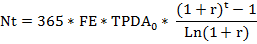 Nt = 365 * FE * TPDA₀ * ((1 + r)ᵗ − 1) / Ln(1 + r)